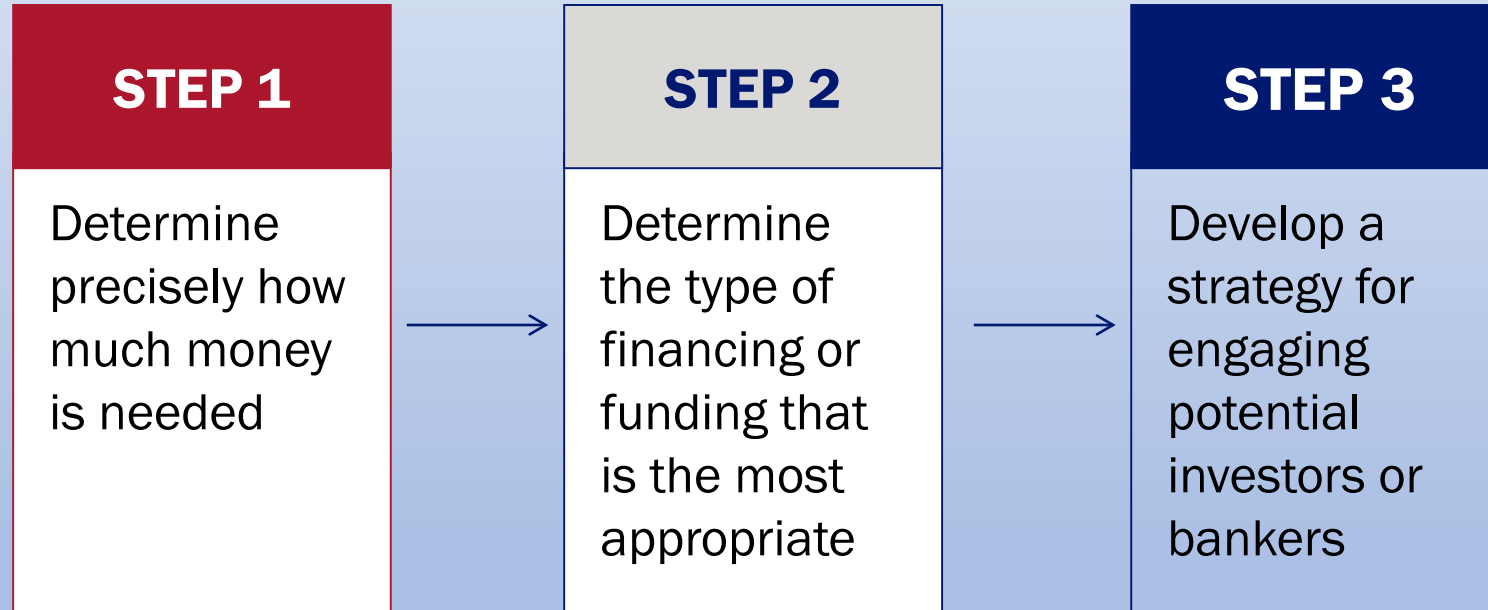 STEP 1
Determine
precisely how
much money
is needed
STEP 2
Determine
the type of
financing or
funding that
is the most
appropriate
STEP 3
Develop a
strategy for
engaging
potential
investors or
bankers